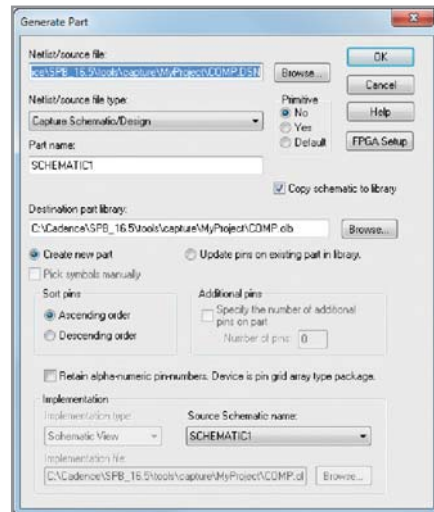 Generate Part
Netlist/source file:
ice\SPB_16.5\tools\capture\MyProject\COMP.DSN
Browse...
OK
Cancel
Netlist/source file type:
Capture Schematic/Design
Primitive
No
Yes
Default
Help
FPGA Setup
Part name:
SCHEMATIC1
Copy schematic to library
Destination part library:
C:\Cadence\SPB_16.5\tools\capture\MyProject\COMP.olb
Browse...
Create new part
Update pins on existing part in library.
Pick symbols manually
Sort pins
Ascending order
Descending order
Additional pins
Specify the number of additional
pins on part
Number of pins:
0
Retain alpha-numeric pin-numbers. Device is pin grid array type package.
Implementation
Implementation type
Schematic View
Source Schematic name:
SCHEMATIC1
Implementation file:
C:\Cadence\SPB_16.5\tools\capture\MyProject\COMP.ol
Browse...